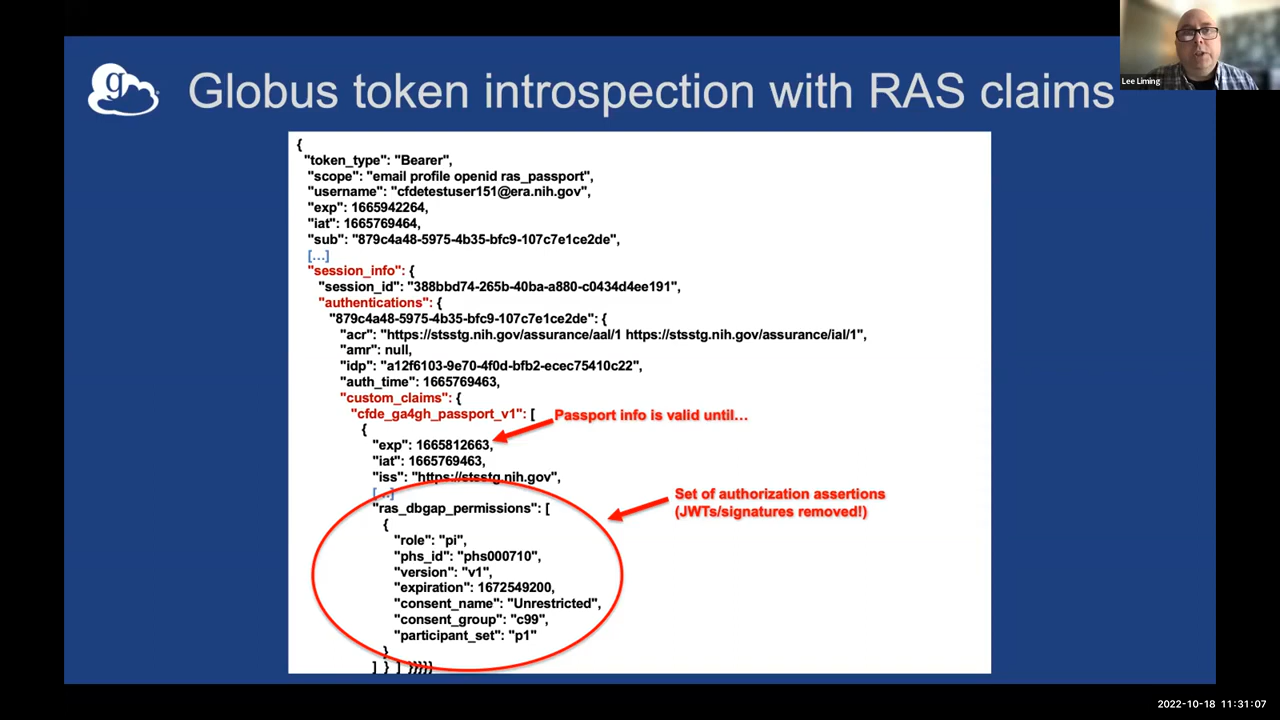 Globus token introspection with RAS claims
Lee Liming
{
"token_type": "Bearer",
"scope": "email profile openid ras_passport",
"username": "cfdetestuser151@era.nih.gov",
"exp": 1665942264,
"iat": 1665769464,
"sub": "879c4a48-5975-4b35-bfc9-107c7e1ce2de",
[...]
"session_info": {
"session_id": "388bbd74-265b-40ba-a880-c0434d4ee191",
"authentications": {
"879c4a48-5975-4b35-bfc9-107c7e1ce2de": {
"acr": "https://stsstg.nih.gov/assurance/aal/1 https://stsstg.nih.gov/assurance/ial/1",
"amr": null,
"idp": "a12f6103-9e70-4f0d-bfb2-ecec75410c22",
"auth_time": 1665769463,
"custom_claims": {
"cfde_ga4gh_passport_v1": [
Passport info is valid until...
{
"exp": 1665812663,
"iat": 1665769463,
"iss": "https://stsstg.nih.gov",
[...]
Set of authorization assertions
(JWTs/signatures removed!)
"ras_dbgap_permissions": [
{
"role": "pi",
"phs_id": "phs000710",
"version": "v1",
"expiration": 1672549200,
"consent_name": "Unrestricted",
"consent_group": "c99",
"participant_set": "p1"
}
] } ] }}}}}
2022-10-18 11:31:07